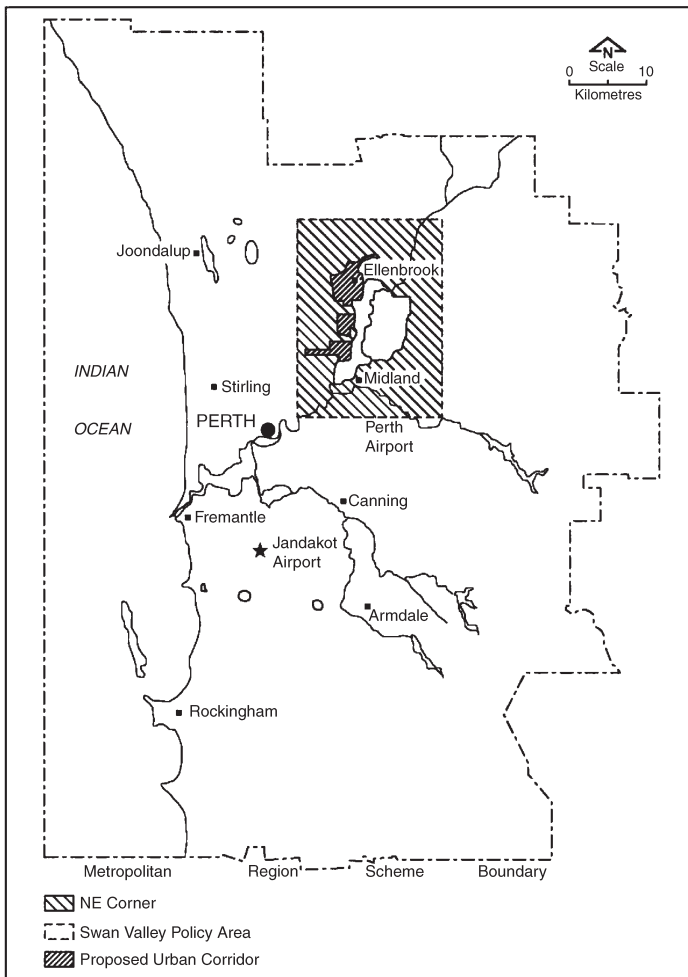 N
Scale
0 10
Kilometres
Joondalup
Ellenbrook
INDIAN
OCEAN
Stirling
Midland
PERTH
Perth
Airport
Canning
Fremantle
Jandakot
Airport
Armdale
Rockingham
Metropolitan Region Scheme Boundary
NE Corner
Swan Valley Policy Area
Proposed Urban Corridor